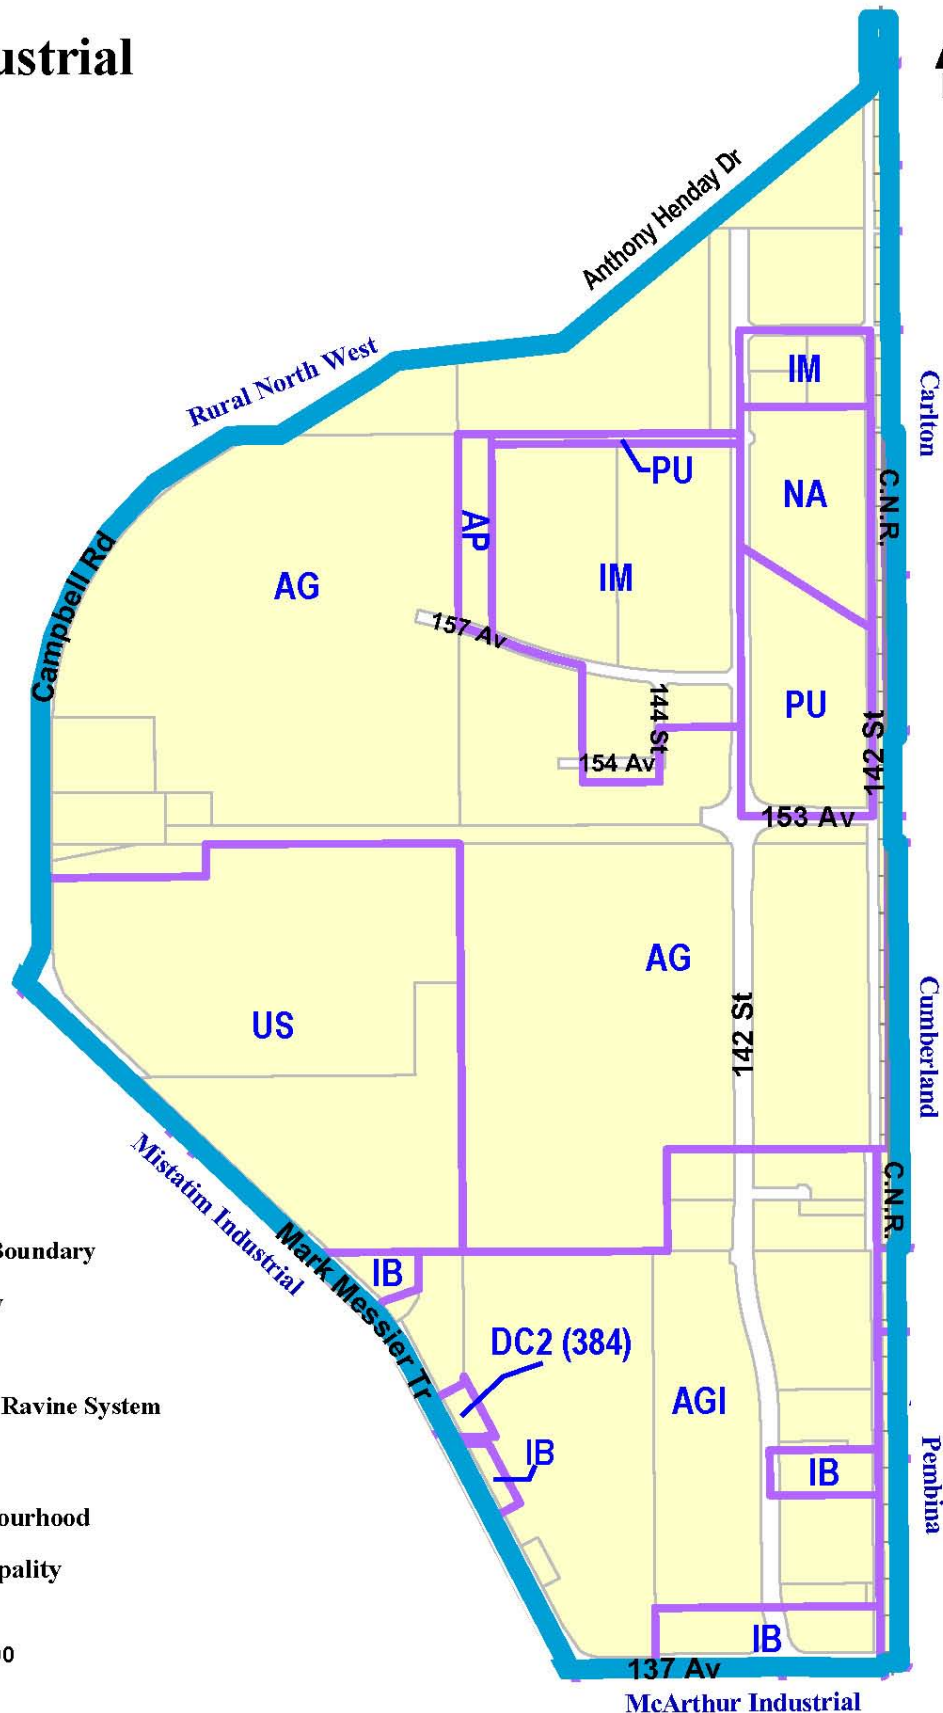 ustrial
Anthony Henday Dr
Rural North West
IM
Carlton
PU
NA
C.N.R.
AP
AG
IM
Campbell Rd
157 Av
144 St
PU
142 St
154 Av
153 Av
AG
US
142 St
Cumberland
Mistatim Industrial
C.N.R.
Boundary
Mark Messier Tr
IB
DC2 (384)
AGI
Ravine System
IB
IB
Pembina
ourhood
pality
IB
137 Av
McArthur Industrial